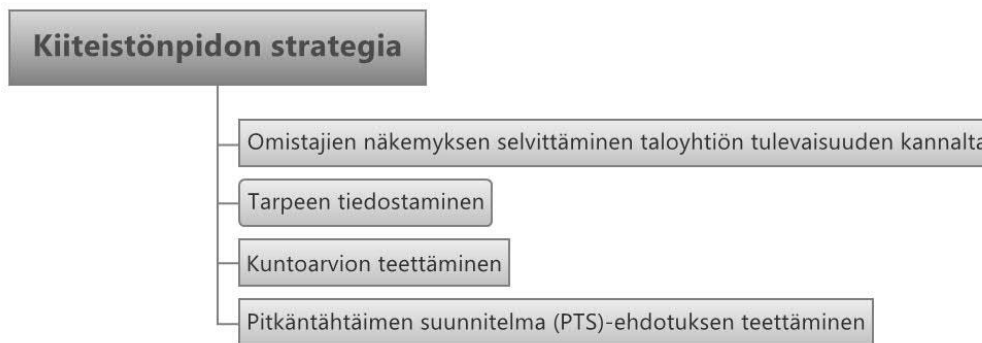 Kiiteistönpidon strategia
Omistajien näkemyksen selvittäminen taloyhtiön tulevaisuuden kannalta
Tarpeen tiedostaminen
Kuntoarvion teettäminen
Pitkäntähtäimen suunnitelma (PTS)-ehdotuksen teettäminen